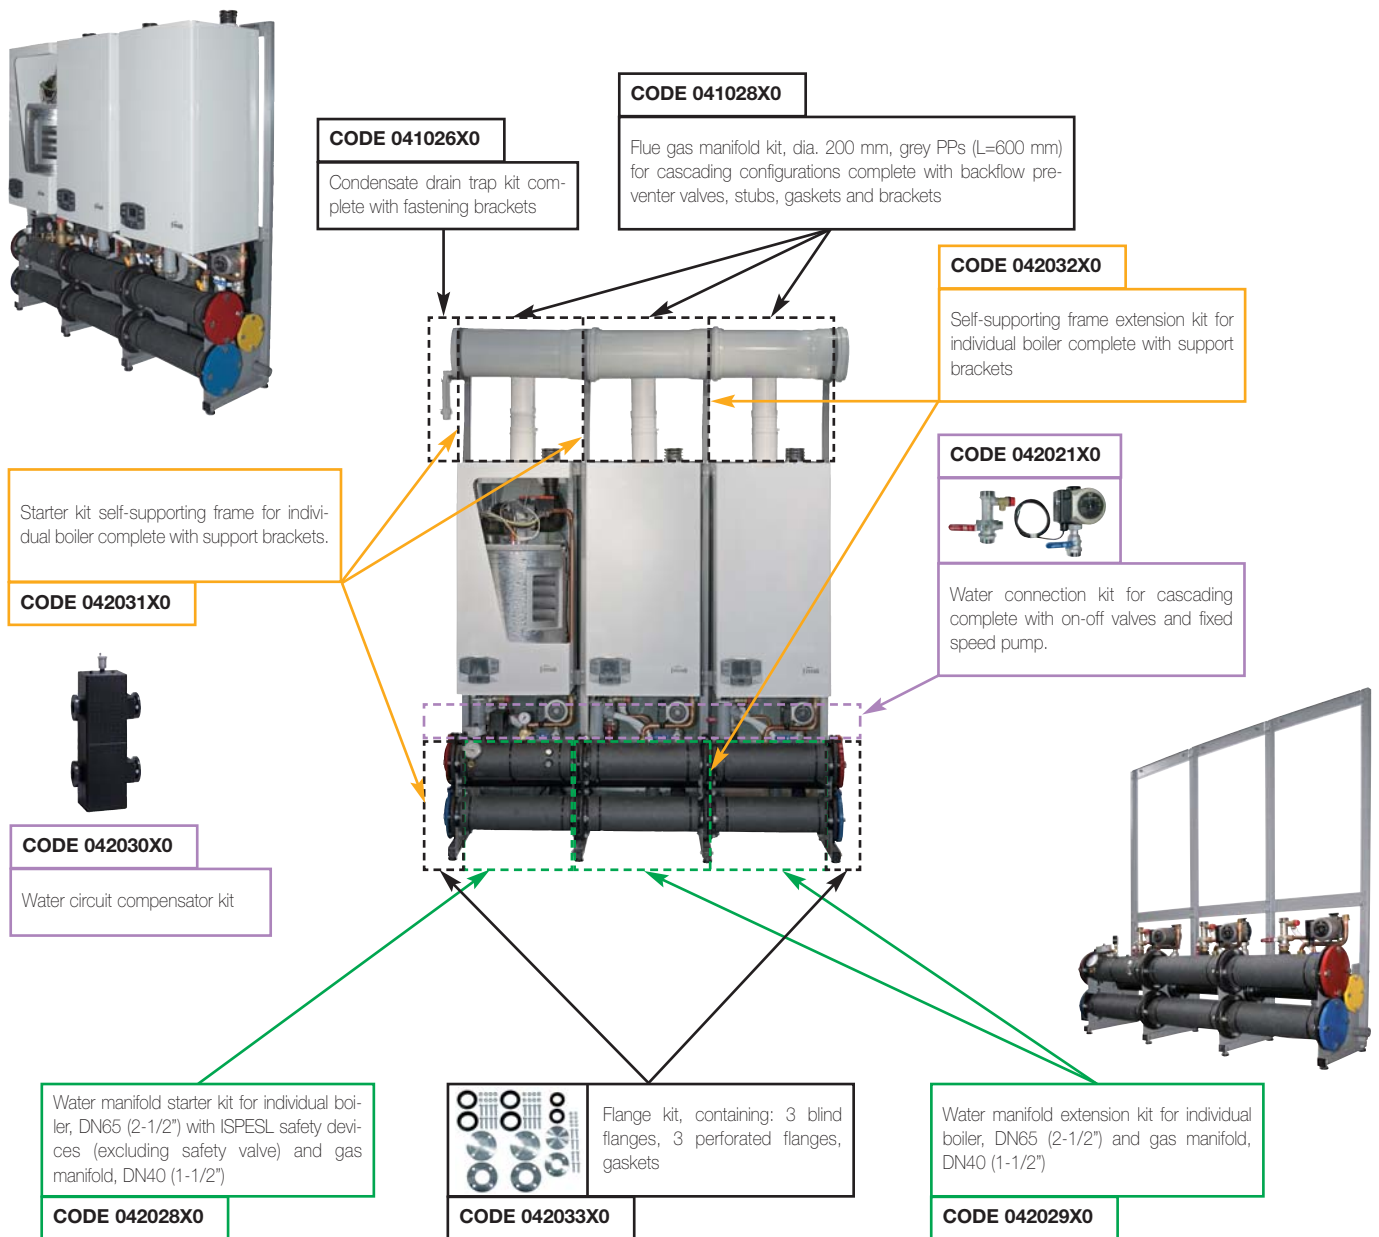 CODE 041028X0
Flue gas manifold kit, dia. 200 mm, grey PPs (L=600 mm)
for cascading configurations complete with backflow pre-
venter valves, stubs, gaskets and brackets
CODE 041026X0
Condensate drain trap kit com-
plete with fastening brackets
CODE 042032X0
Self-supporting frame extension kit for
individual boiler complete with support
brackets
CODE 042021X0
Water connection kit for cascading
complete with on-off valves and fixed
speed pump.
Starter kit self-supporting frame for indivi-
dual boiler complete with support brackets.
CODE 042031X0
CODE 042030X0
Water circuit compensator kit
Water manifold starter kit for individual boi-
ler, DN65 (2-1/2”) with ISPESL safety devi-
ces (excluding safety valve) and gas
manifold, DN40 (1-1/2”)
CODE 042028X0
Flange kit, containing: 3 blind
flanges, 3 perforated flanges,
gaskets
CODE 042033X0
Water manifold extension kit for individual
boiler, DN65 (2-1/2”) and gas manifold,
DN40 (1-1/2”)
CODE 042029X0